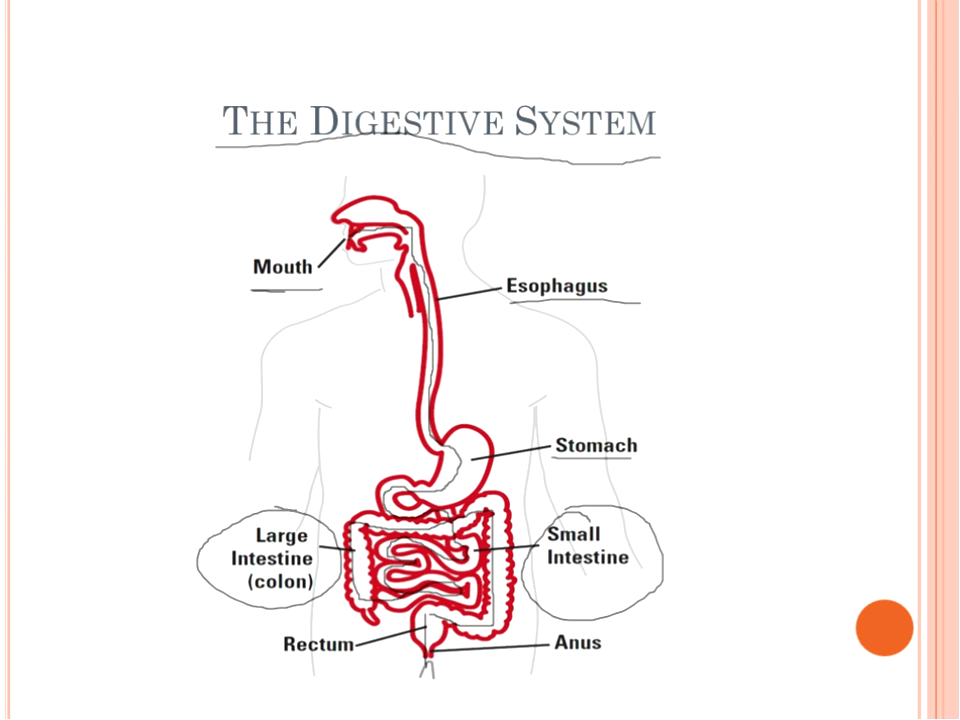 THE DIGESTIVE SYSTEM
Mouth
Esophagus
Stomach
Large
Intestine
(colon)
Small
Intestine
Rectum
Anus